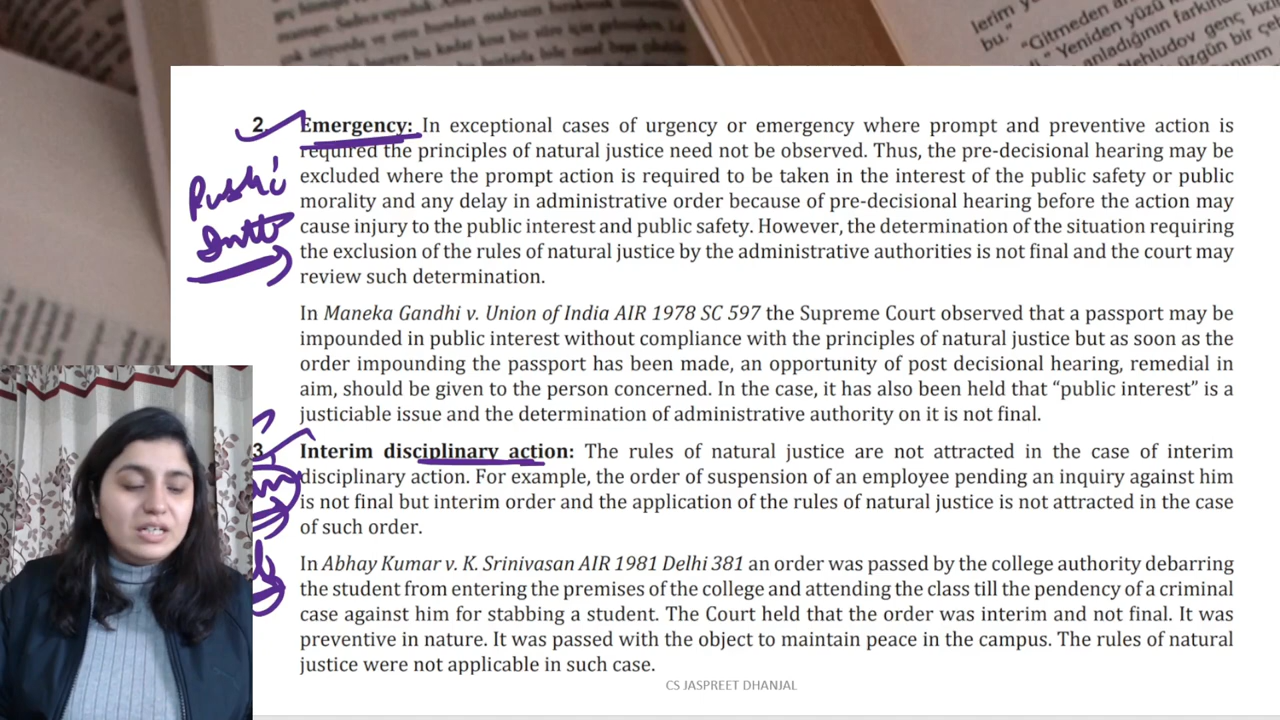 lerim
bu."
"Gitmeden
Yeniden yüzü
anladığının farkın
Nehludov genç kızı
özgün bir çe
2. Emergency: In exceptional cases of urgency or emergency where prompt and preventive action is
required the principles of natural justice need not be observed. Thus, the pre-decisional hearing may be
excluded where the prompt action is required to be taken in the interest of the public safety or public
morality and any delay in administrative order because of pre-decisional hearing before the action may
cause injury to the public interest and public safety. However, the determination of the situation requiring
the exclusion of the rules of natural justice by the administrative authorities is not final and the court may
review such determination.
In Maneka Gandhi v. Union of India AIR 1978 SC 597 the Supreme Court observed that a passport may be
impounded in public interest without compliance with the principles of natural justice but as soon as the
order impounding the passport has been made, an opportunity of post decisional hearing, remedial in
aim, should be given to the person concerned. In the case, it has also been held that “public interest” is a
justiciable issue and the determination of administrative authority on it is not final.
3 Interim disciplinary action: The rules of natural justice are not attracted in the case of interim
disciplinary action. For example, the order of suspension of an employee pending an inquiry against him
is not final but interim order and the application of the rules of natural justice is not attracted in the case
of such order.
In Abhay Kumar v. K. Srinivasan AIR 1981 Delhi 381 an order was passed by the college authority debarring
the student from entering the premises of the college and attending the class till the pendency of a criminal
case against him for stabbing a student. The Court held that the order was interim and not final. It was
preventive in nature. It was passed with the object to maintain peace in the campus. The rules of natural
justice were not applicable in such case.
CS JASPREET DHANJAL